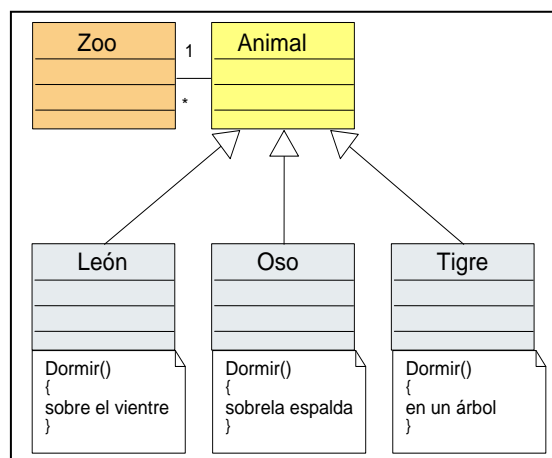 Zoo
1
Animal
*
León
Oso
Tigre
Dormir()
{
sobre el vientre
}
Dormir()
{
sobrela espalda
}
Dormir()
{
en un árbol
}